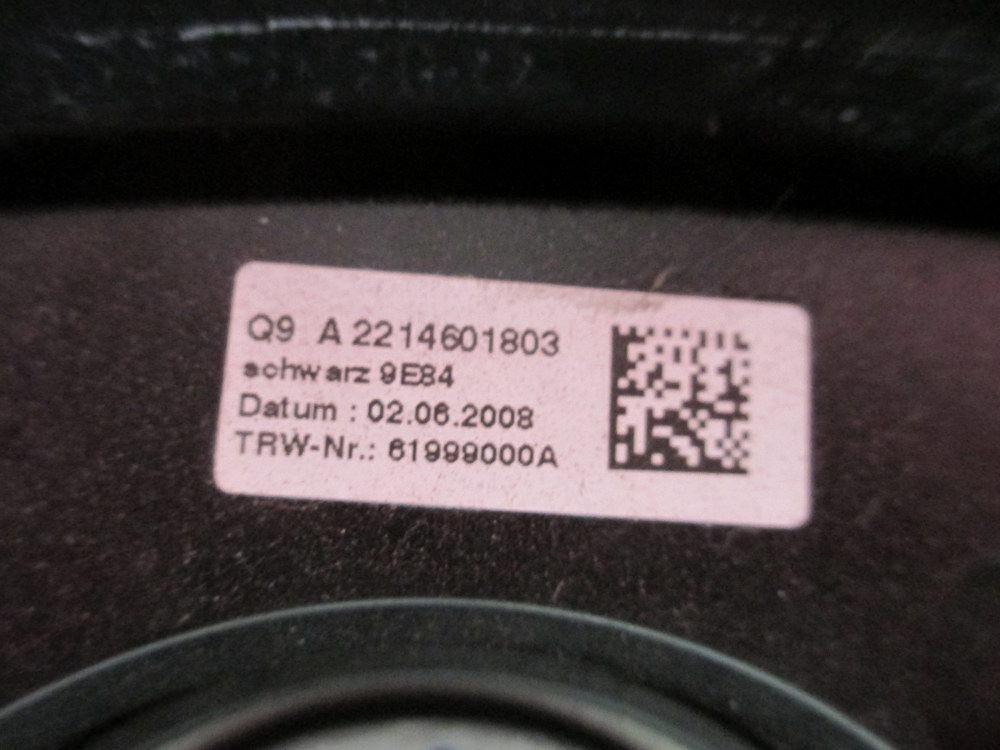 Q9 A 2214601803
schwarz 9E84
Datum : 02.06.2008
TRW-Nr.: 61999000A